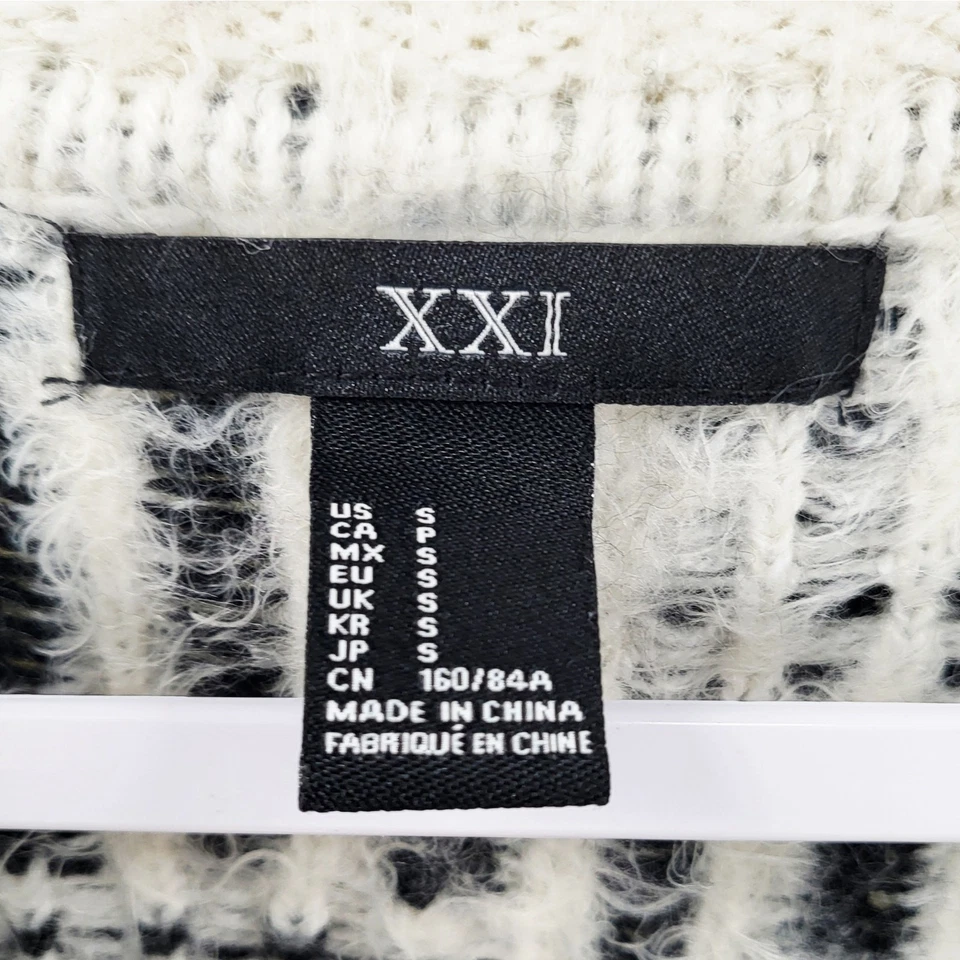 XXI
US S
CA P
MX S
EU S
UK S
KR S
JP S
CN 160/84A
MADE IN CHINA
FABRIQUÉ EN CHINE